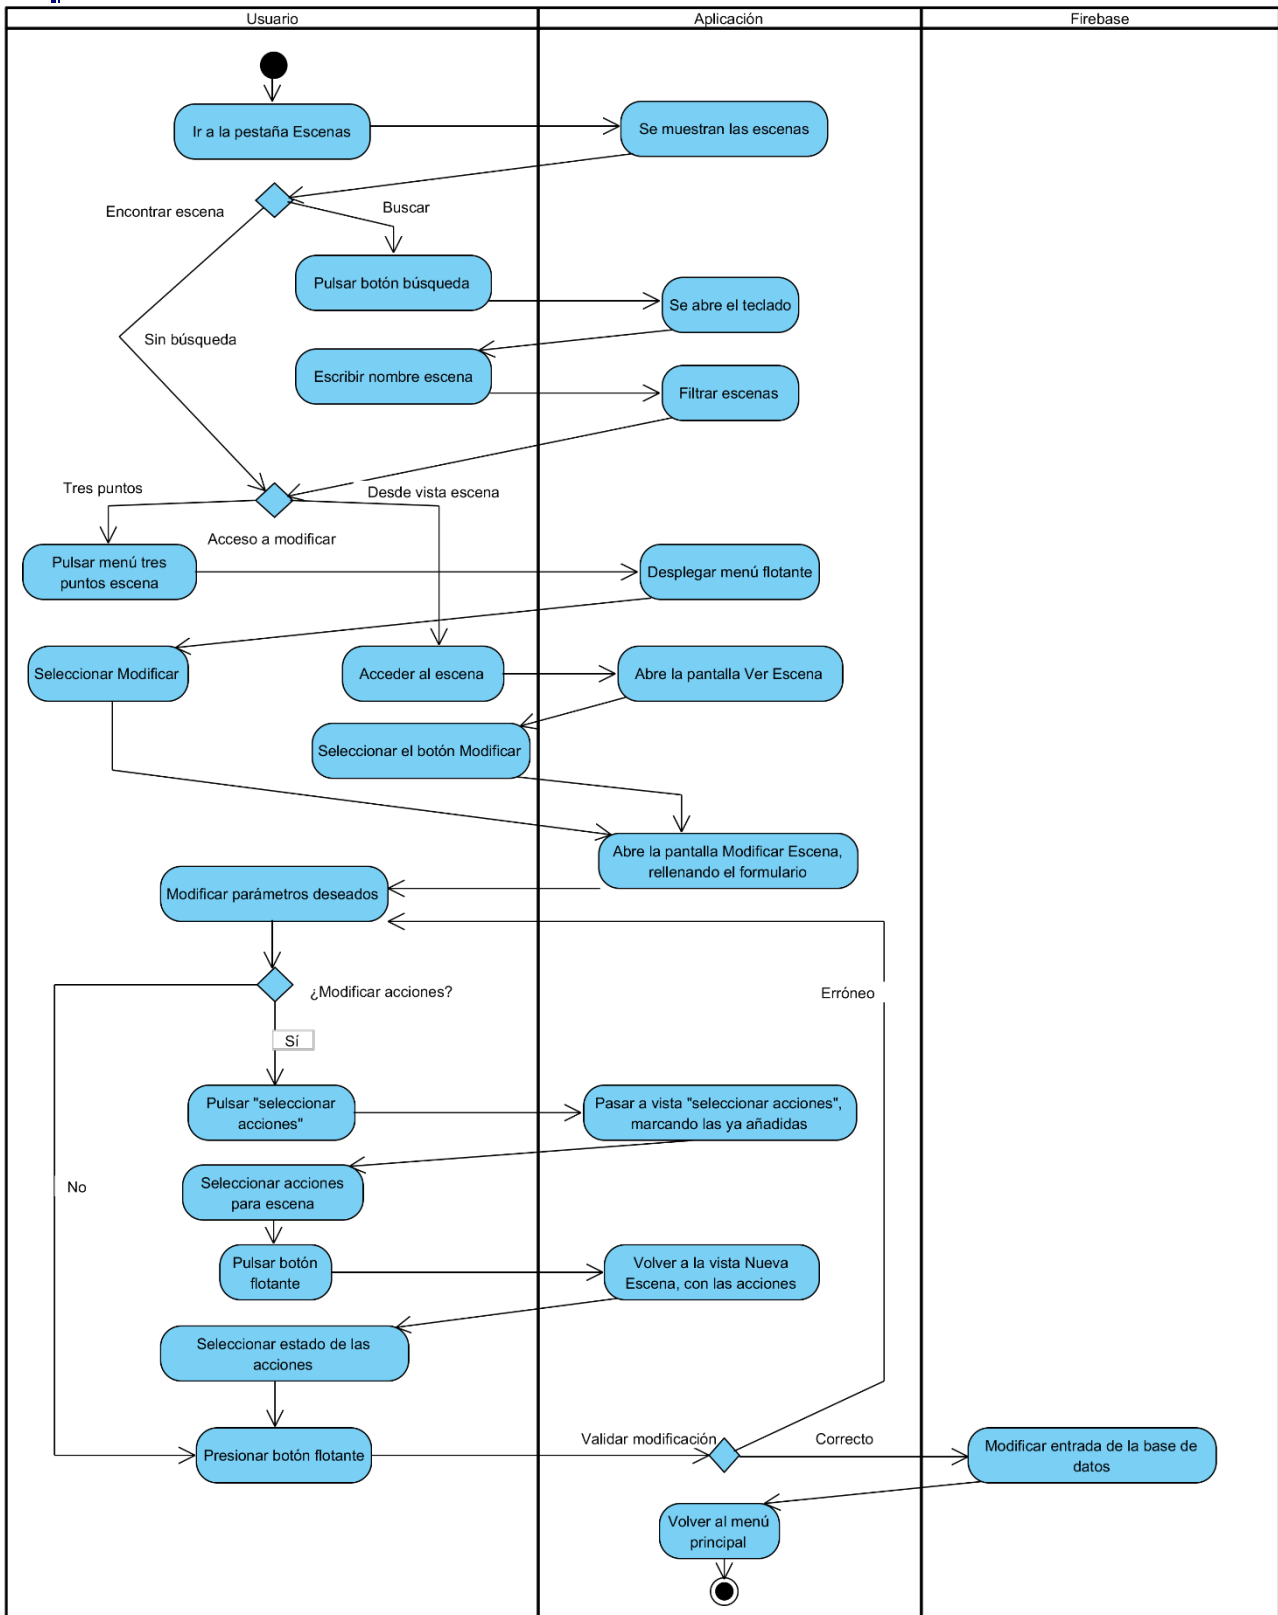 Usuario
Aplicación
Firebase
Ir a la pestaña Escenas
Se muestran las escenas
Encontrar escena
Buscar
Pulsar botón búsqueda
Se abre el teclado
Sin búsqueda
Escribir nombre escena
Filtrar escenas
Tres puntos
Desde vista escena
Acceso a modificar
Pulsar menú tres
puntos escena
Desplegar menú flotante
Seleccionar Modificar
Acceder al escena
Abre la pantalla Ver Escena
Seleccionar el botón Modificar
Abre la pantalla Modificar Escena,
rellenando el formulario
Modificar parámetros deseados
¿Modificar acciones?
Erróneo
Sí
Pulsar "seleccionar
acciones"
Pasar a vista "seleccionar acciones",
marcando las ya añadidas
No
Seleccionar acciones
para escena
Pulsar botón
flotante
Volver a la vista Nueva
Escena, con las acciones
Seleccionar estado de las
acciones
Presionar botón flotante
Validar modificación
Correcto
Modificar entrada de la base de
datos
Volver al menú
principal